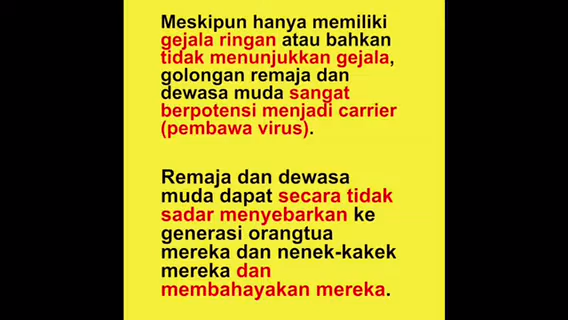 Meskipun hanya memiliki
gejala ringan atau bahkan
tidak menunjukkan gejala,
golongan remaja dan
dewasa muda sangat
berpotensi menjadi carrier
(pembawa virus).
Remaja dan dewasa
muda dapat secara tidak
sadar menyebarkan ke
generasi orangtua
mereka dan nenek-kakek
mereka dan
membahayakan mereka.